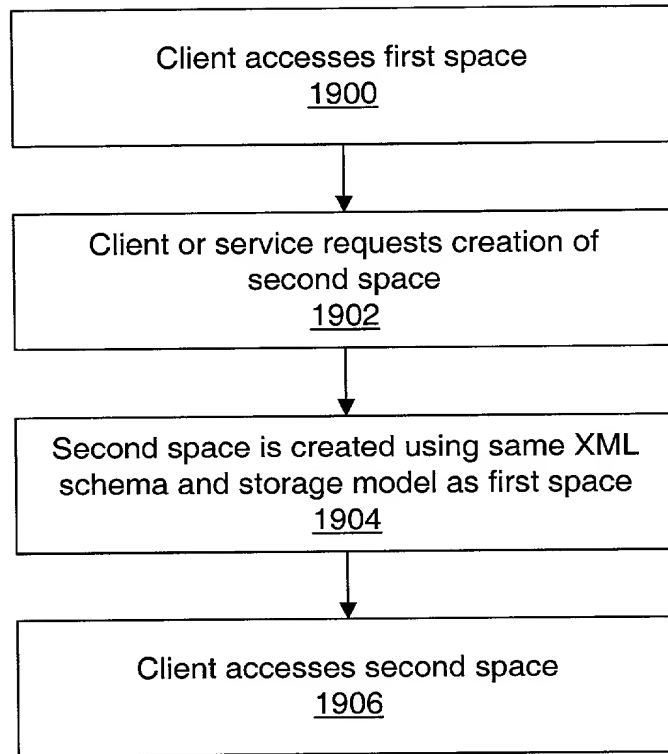 Client accesses first space
1900
Client or service requests creation of
second space
1902
Second space is created using same XML
schema and storage model as first space
1904
Client accesses second space
1906